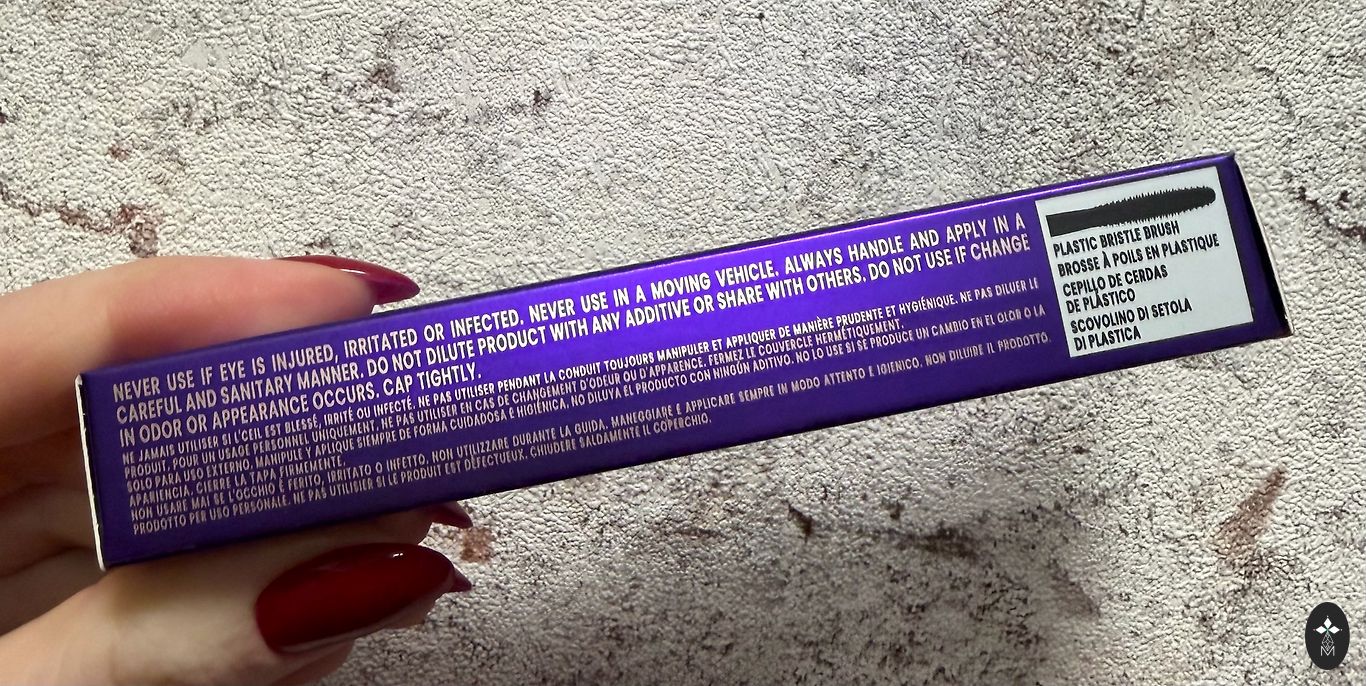 NEVER USE IF EYE IS INJURED, IRRITATED OR INFECTED. NEVER USE IN A MOVING VEHICLE. ALWAYS HANDLE AND APPLY IN A
CAREFUL AND SANITARY MANNER. DO NOT DILUTE PRODUCT WITH ANY ADDITIVE OR SHARE WITH OTHERS. DO NOT USE IF CHANGE
IN ODOR OR APPEARANCE OCCURS. CAP TIGHTLY.
NE JAMAIS UTILISER SI L'ŒIL EST BLESSÉ, IRRITÉ OU INFECTÉ. NE PAS UTILISER PENDANT LA CONDUIT TOUJOURS MANIPULER ET APPLIQUER DE MANIÈRE PRUDENTE ET HYGIÉNIQUE. NE PAS DILUER LE
PRODUIT, POUR UN USAGE PERSONNEL UNIQUEMENT. NE PAS UTILISER EN CAS DE CHANGEMENT D'ODEUR OU D'APPARENCE. FERMEZ LE COUVERCLE HERMÉTIQUEMENT.
SOLO PARA USO EXTERNO, MANIPULE Y APLIQUE SIEMPRE DE FORMA CUIDADOSA E HIGIÉNICA, NO DILUYA EL PRODUCTO CON NINGÚN ADITIVO. NO LO USE SI SE PRODUCE UN CAMBIO EN EL OLOR O LA
APARIENCIA. CIERRE LA TAPA FIRMEMENTE.
NON USARE MAI SE L'OCCHIO È FERITO, IRRITATO O INFETTO. NON UTILIZZARE DURANTE LA GUIDA. MANEGGIARE E APPLICARE SEMPRE IN MODO ATTENTO E IGIENICO. NON DILUIRE IL PRODOTTO.
PRODOTTO PER USO PERSONALE. NE PAS UTILISER SI LE PRODUIT EST DÉFECTUEUX. CHIUDERE SALDAMENTE IL COPERCHIO.
PLASTIC BRISTLE BRUSH
BROSSE À POILS EN PLASTIQUE
CEPILLO DE CERDAS
DE PLÁSTICO
SCOVOLINO DI SETOLA
DI PLASTICA
M